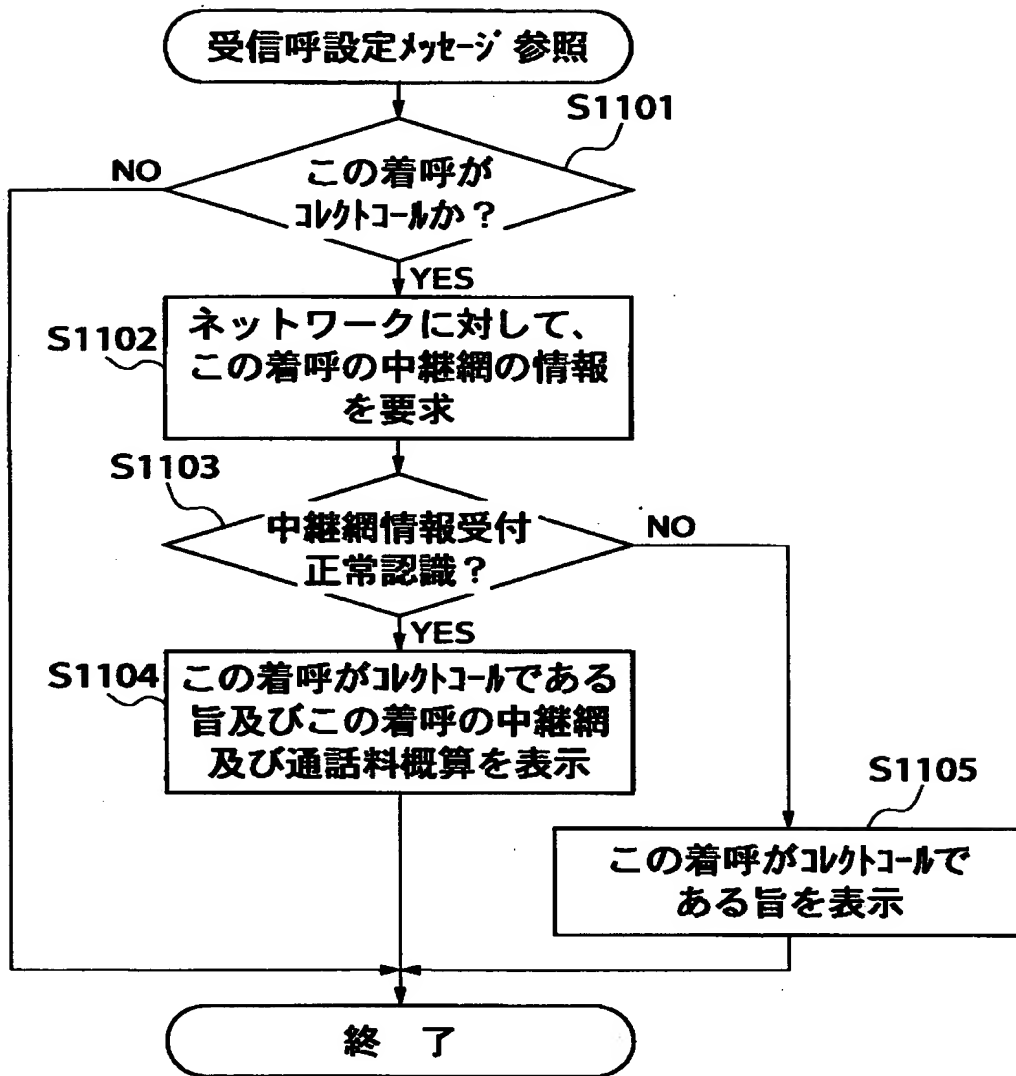 受信呼設定ﾒｯｾｰｼﾞ 参照
S1101
NO
この着呼が
ｺﾚｸﾄｺｰﾙか？
YES
S1102
ネットワークに対して、
この着呼の中継網の情報
を要求
S1103
中継網情報受付
正常認識？
NO
YES
S1104
この着呼がｺﾚｸﾄｺｰﾙである
旨及びこの着呼の中継網
及び通話料概算を表示
S1105
この着呼がｺﾚｸﾄｺｰﾙで
ある旨を表示
終 了